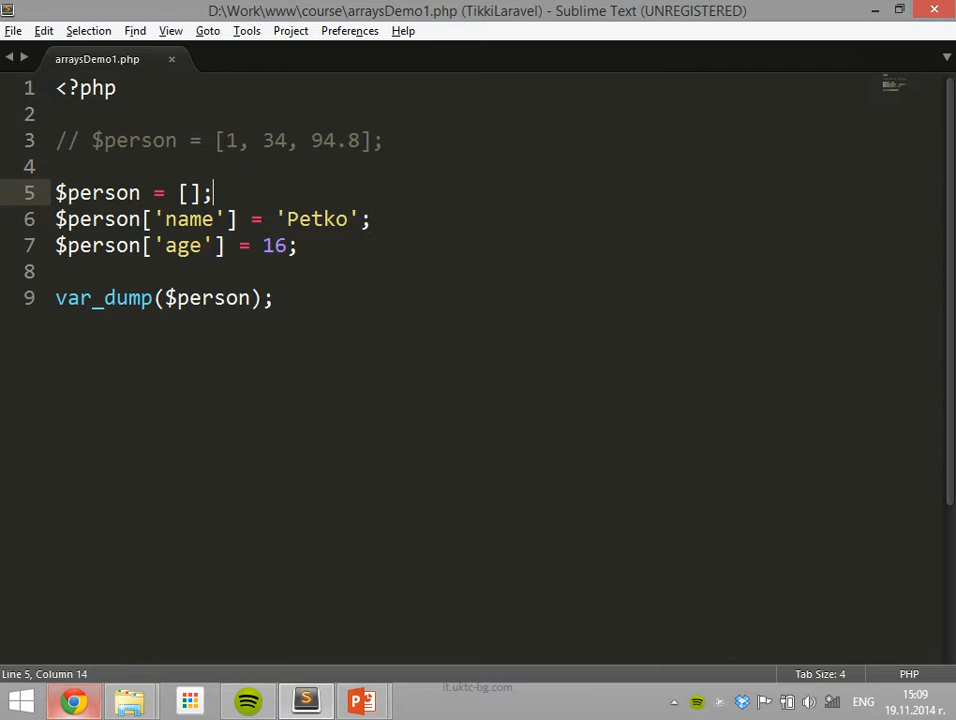 D:\Work\www\course\arraysDemo1.php (TikkiLaravel) - Sublime Text (UNREGISTERED)
File Edit Selection Find View Goto Tools Project Preferences Help
arraysDemo1.php
1 <?php
2
3 // $person = [1, 34, 94.8];
4
5 $person = [];
6 $person['name'] = 'Petko';
7 $person['age'] = 16;
8
9 var_dump($person);
Line 5, Column 14 Tab Size: 4 PHP
it.uktc-bg.com
ENG 15:09
19.11.2014 г.